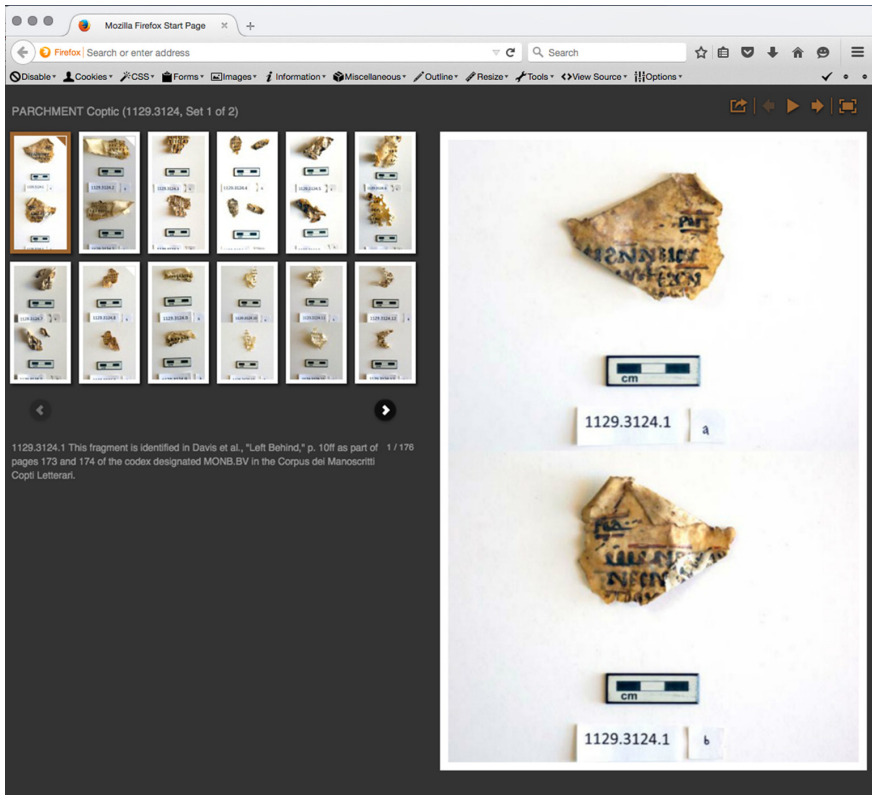 Mozilla Firefox Start Page
Firefox
Search or enter address
Search
Disable
Cookies
CSS
Forms
Images
Information
Miscellaneous
Outline
Resize
Tools
View Source
Options
PARCHMENT Coptic (1129.3124, Set 1 of 2)
1129.3124.1 This fragment is identified in Davis et al., "Left Behind," p. 10ff as part of
pages 173 and 174 of the codex designated MONB.BV in the Corpus dei Manoscritti
Copti Letterari.
1 / 176
cm
1129.3124.1
a
cm
1129.3124.1
b